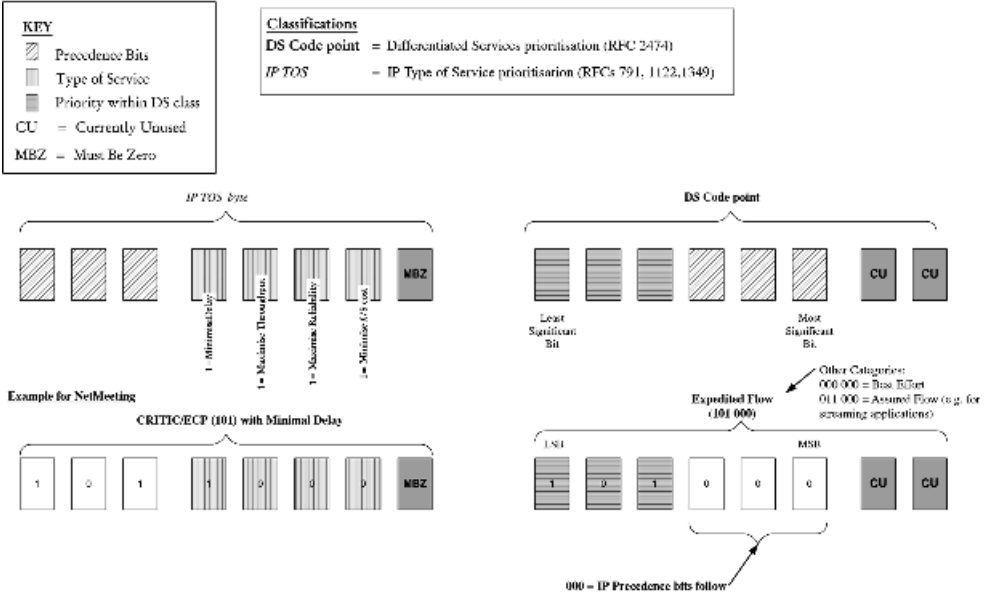 KEY
Precedence Bits
Type of Service
Priority within DS class
CU = Currently Unused
MBZ = Must Be Zero
Classifications
DS Code point = Differentiated Services prioritisation (RFC 2474)
IP TOS = IP Type of Service prioritisation (RFCs 791, 1122,1349)
IP TOS byte
MBZ
1= Minimal Delay
1= Maximise Throughput
1= Maximise Reliability
1= Minimise £/$ cost
DS Code point
CU CU
Least
Significant
Bit
Most
Significant
Bit
Example for NetMeeting
CRITIC/ECP (101) with Minimal Delay
1 0 1 1 0 0 0 MBZ
Other Categories:
000 000 = Best Effort
011 000 = Assured Flow (e.g. for
streaming applications)
Expedited Flow
(101 000)
LSB MSB
1 0 1 0 0 0 CU CU
000 = IP Precedence bits follow